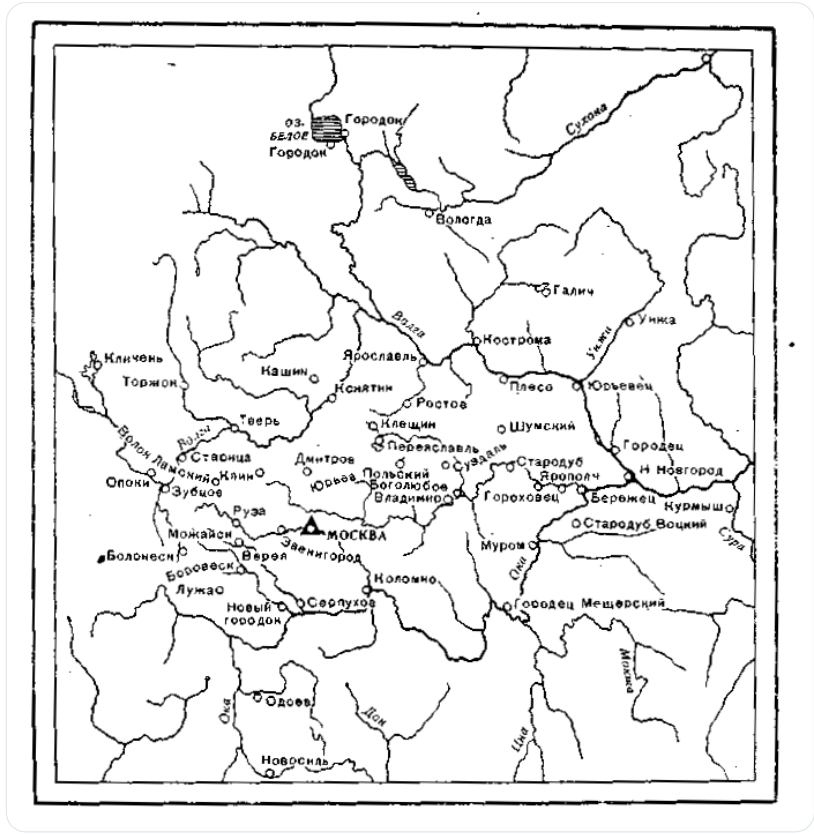 ОЗ.
БЕЛОЕ
Городок
Городок
Сухона
Вологда
Галич
Волга
Кострома
Унжа
Унжа
Кличень
Торжок
Кашин
Ярославль
Кснятин
Плесо
Юрьевец
Ростов
Тверь
Волга
Клещин
Шумский
Волок Ламский
Старица
Переяславль
Суздаль
Городец
Опоки
Зубцов
Клин
Дмитров
Юрьев
Польский
Стародуб
Н Новгород
Боголюбов
Владимир
Гороховец
Яропolч
Бережец
Курмыш
Руза
МОСКВА
Звенигород
Стародуб Воцкий
Сура
Можайск
Верея
Болонеск
Муром
Ока
Боровеск
Лужа
Коломна
Новый
городок
Серпухов
Городец Мещерский
Мокша
Ока
Одоев
Дон
Цна
Новосиль